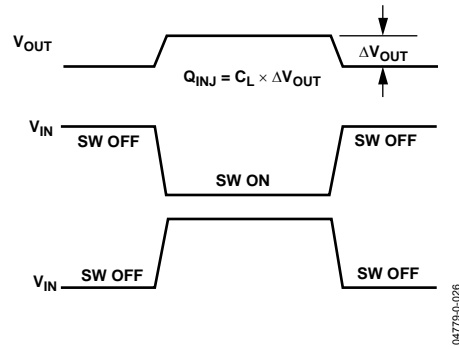 VOUT
ΔVOUT
QINJ = CL × ΔVOUT
VIN
SW OFF
SW OFF
SW ON
VIN
SW OFF
SW OFF
04779-0-026